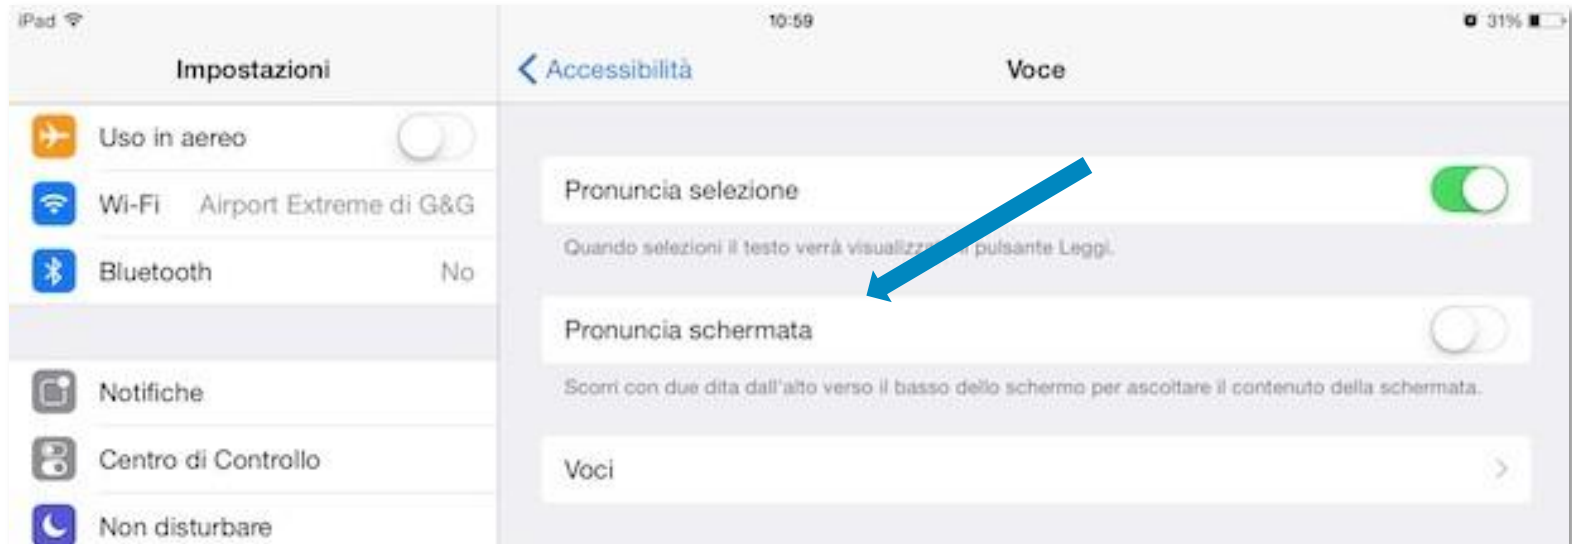 iPad 10:59 31%
Impostazioni
Accessibilità Voce
Uso in aereo
Wi-Fi Airport Extreme di G&G
Bluetooth No
Notifiche
Centro di Controllo
Non disturbare
Pronuncia selezione
Quando selezioni il testo verrà pulsante Leggi.
Pronuncia schermata
Scorri con due dita dall'alto verso il basso dello schermo per ascoltare il contenuto della schermata.
Voci